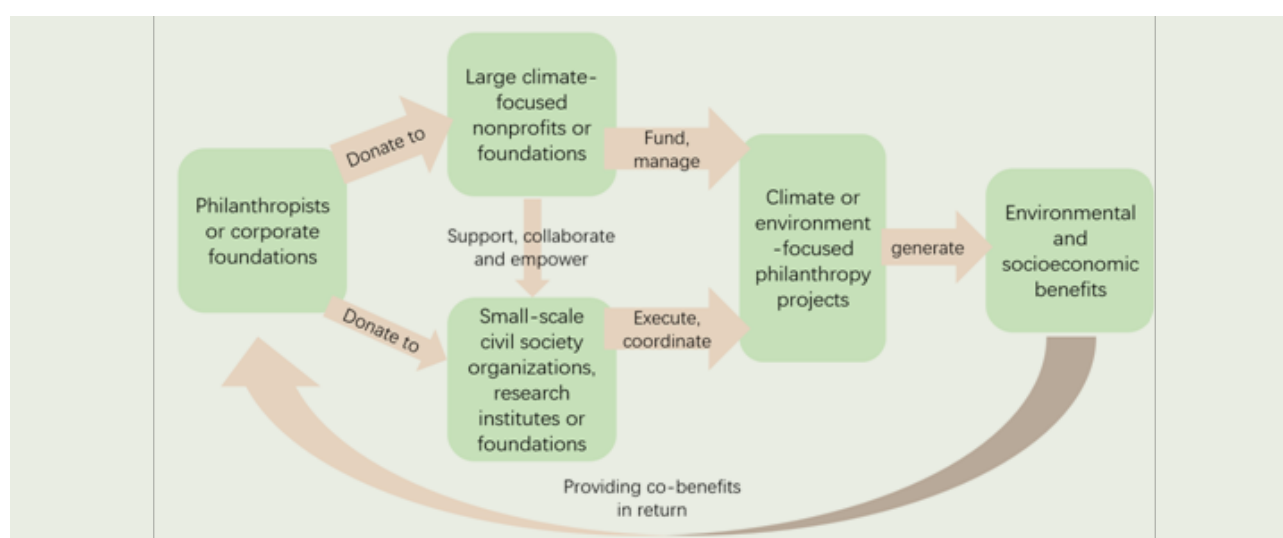 Large climate-
focused
nonprofits or
foundations
Donate to
Fund,
manage
Philanthropists
or corporate
foundations
Climate or
environment
-focused
philanthropy
projects
Environmental
and
socioeconomic
benefits
Support, collaborate
and empower
generate
Donate to
Small-scale
civil society
organizations,
research
institutes or
foundations
Execute,
coordinate
Providing co-benefits
in return